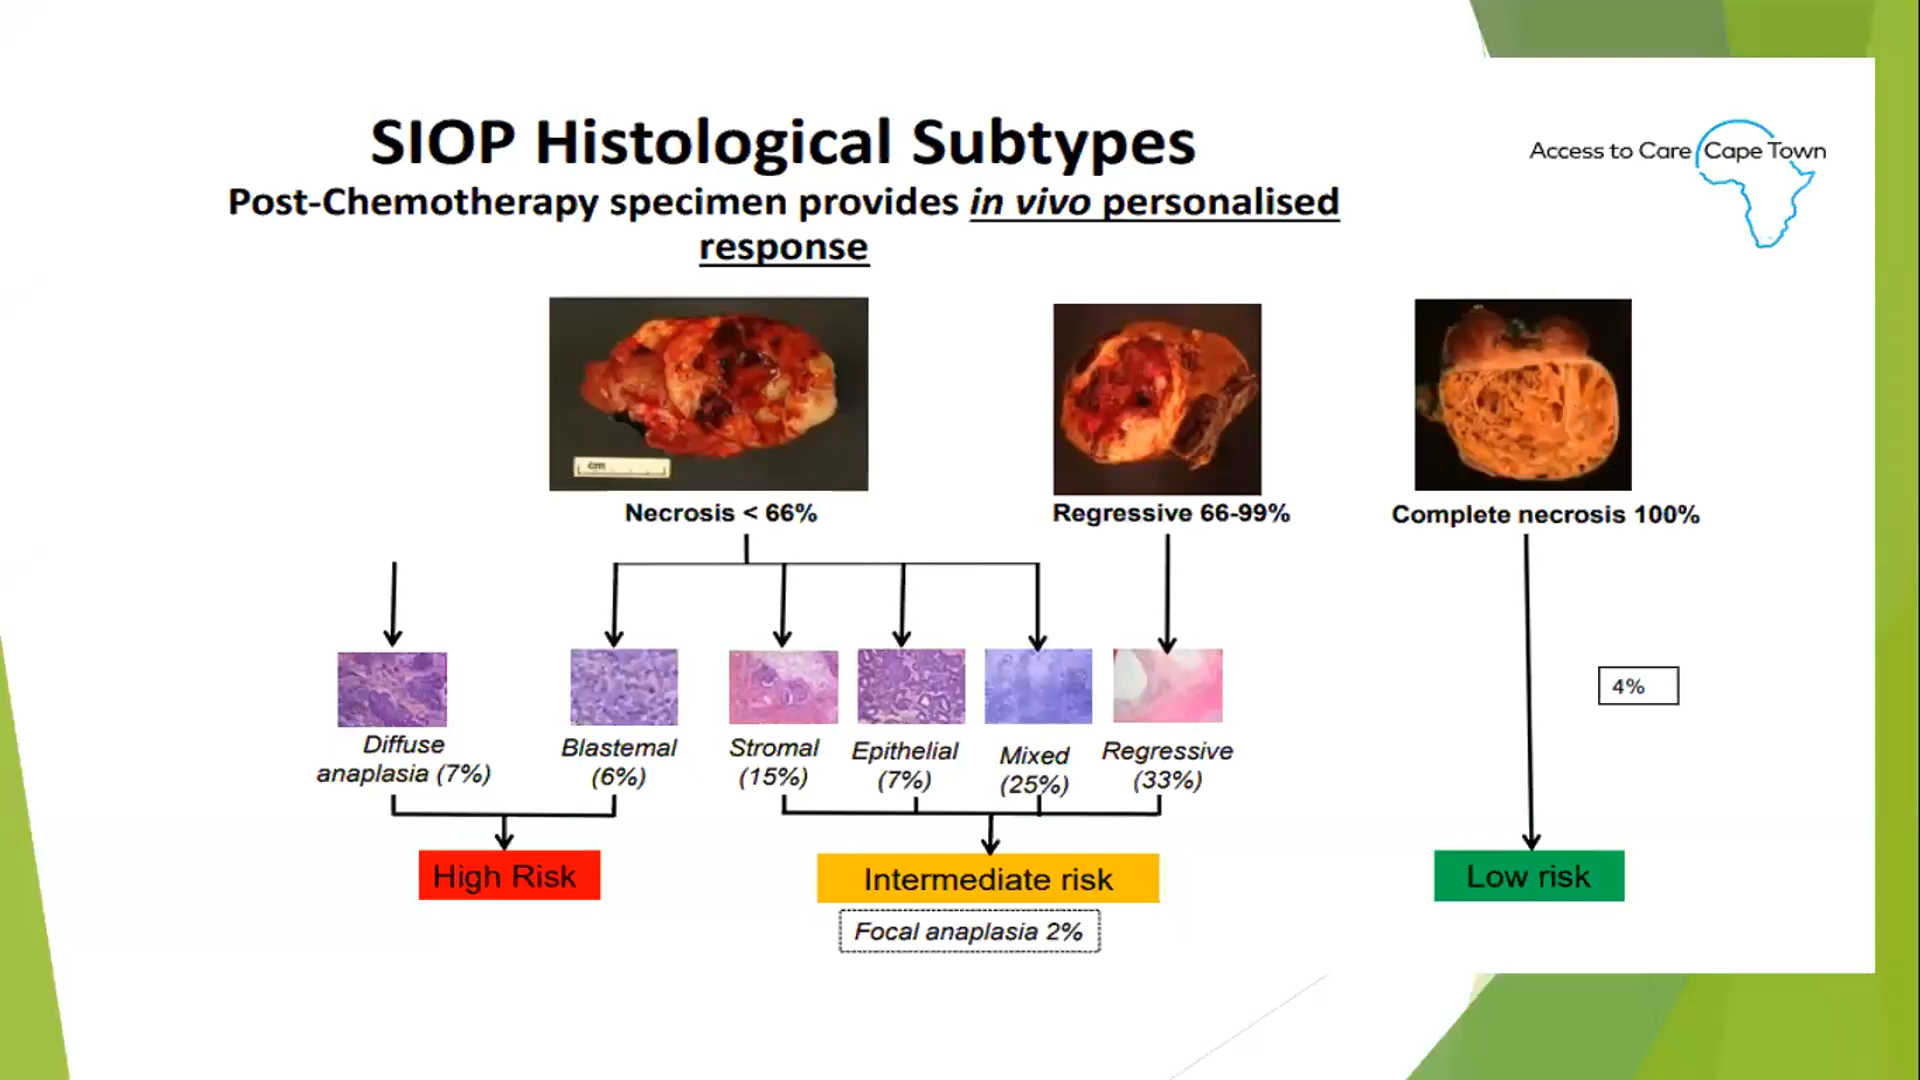 SIOP Histological Subtypes
Post-Chemotherapy specimen provides in vivo personalised
response
Access to Care Cape Town
cm
Necrosis < 66%
Regressive 66-99%
Complete necrosis 100%
4%
Diffuse
anaplasia (7%)
Blastemal
(6%)
Stromal
(15%)
Epithelial
(7%)
Mixed
(25%)
Regressive
(33%)
High Risk
Intermediate risk
Low risk
Focal anaplasia 2%